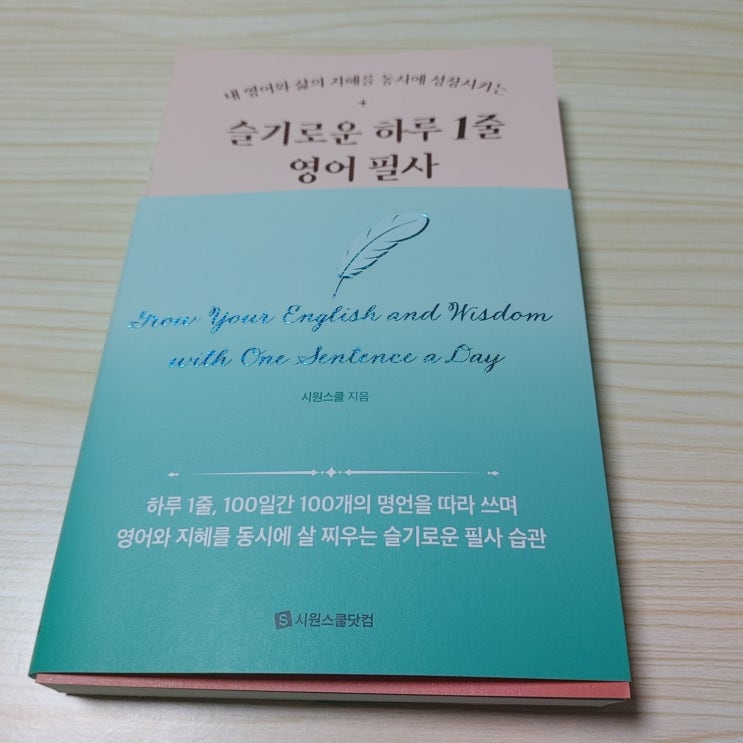 내 영어와 삶의 지혜를 동시에 성장시키는
슬기로운 하루 1줄
영어 필사
Grow Your English and Wisdom
with One Sentence a Day
시원스쿨 지음
하루 1줄, 100일간 100개의 명언을 따라 쓰며
영어와 지혜를 동시에 살 찌우는 슬기로운 필사 습관
S 시원스쿨닷컴